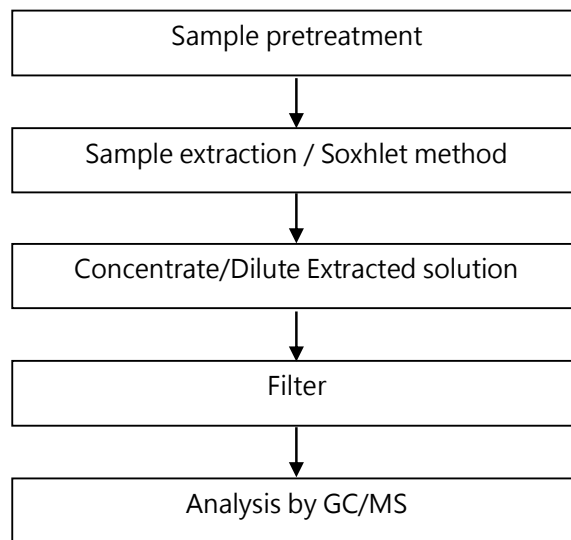 Sample pretreatment
Sample extraction / Soxhlet method
Concentrate/Dilute Extracted solution
Filter
Analysis by GC/MS